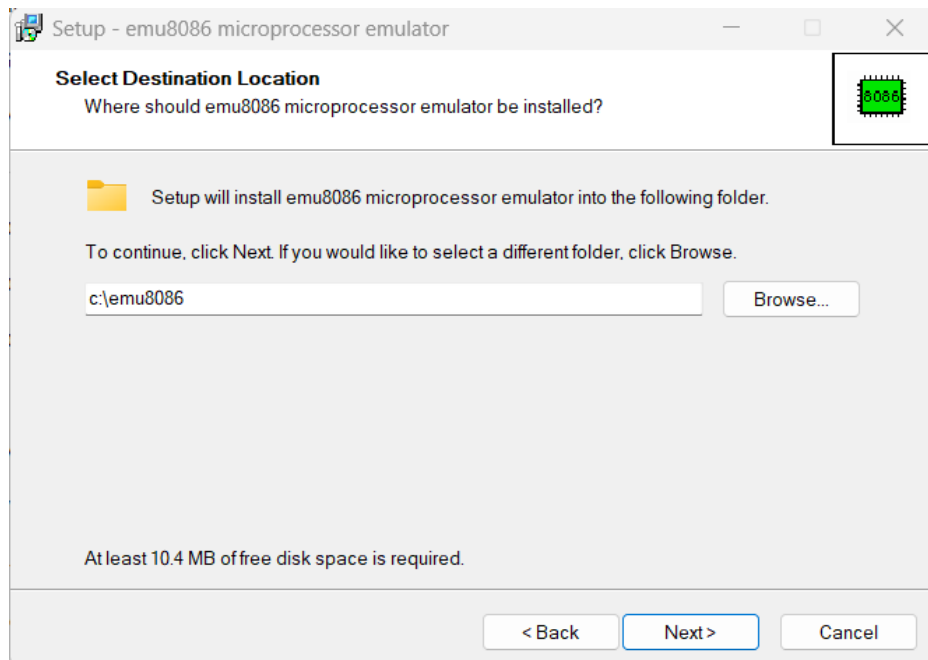 Setup - emu8086 microprocessor emulator
Select Destination Location
Where should emu8086 microprocessor emulator be installed?
8086
Setup will install emu8086 microprocessor emulator into the following folder.
To continue, click Next. If you would like to select a different folder, click Browse.
c:\emu8086
Browse...
At least 10.4 MB of free disk space is required.
< Back
Next >
Cancel